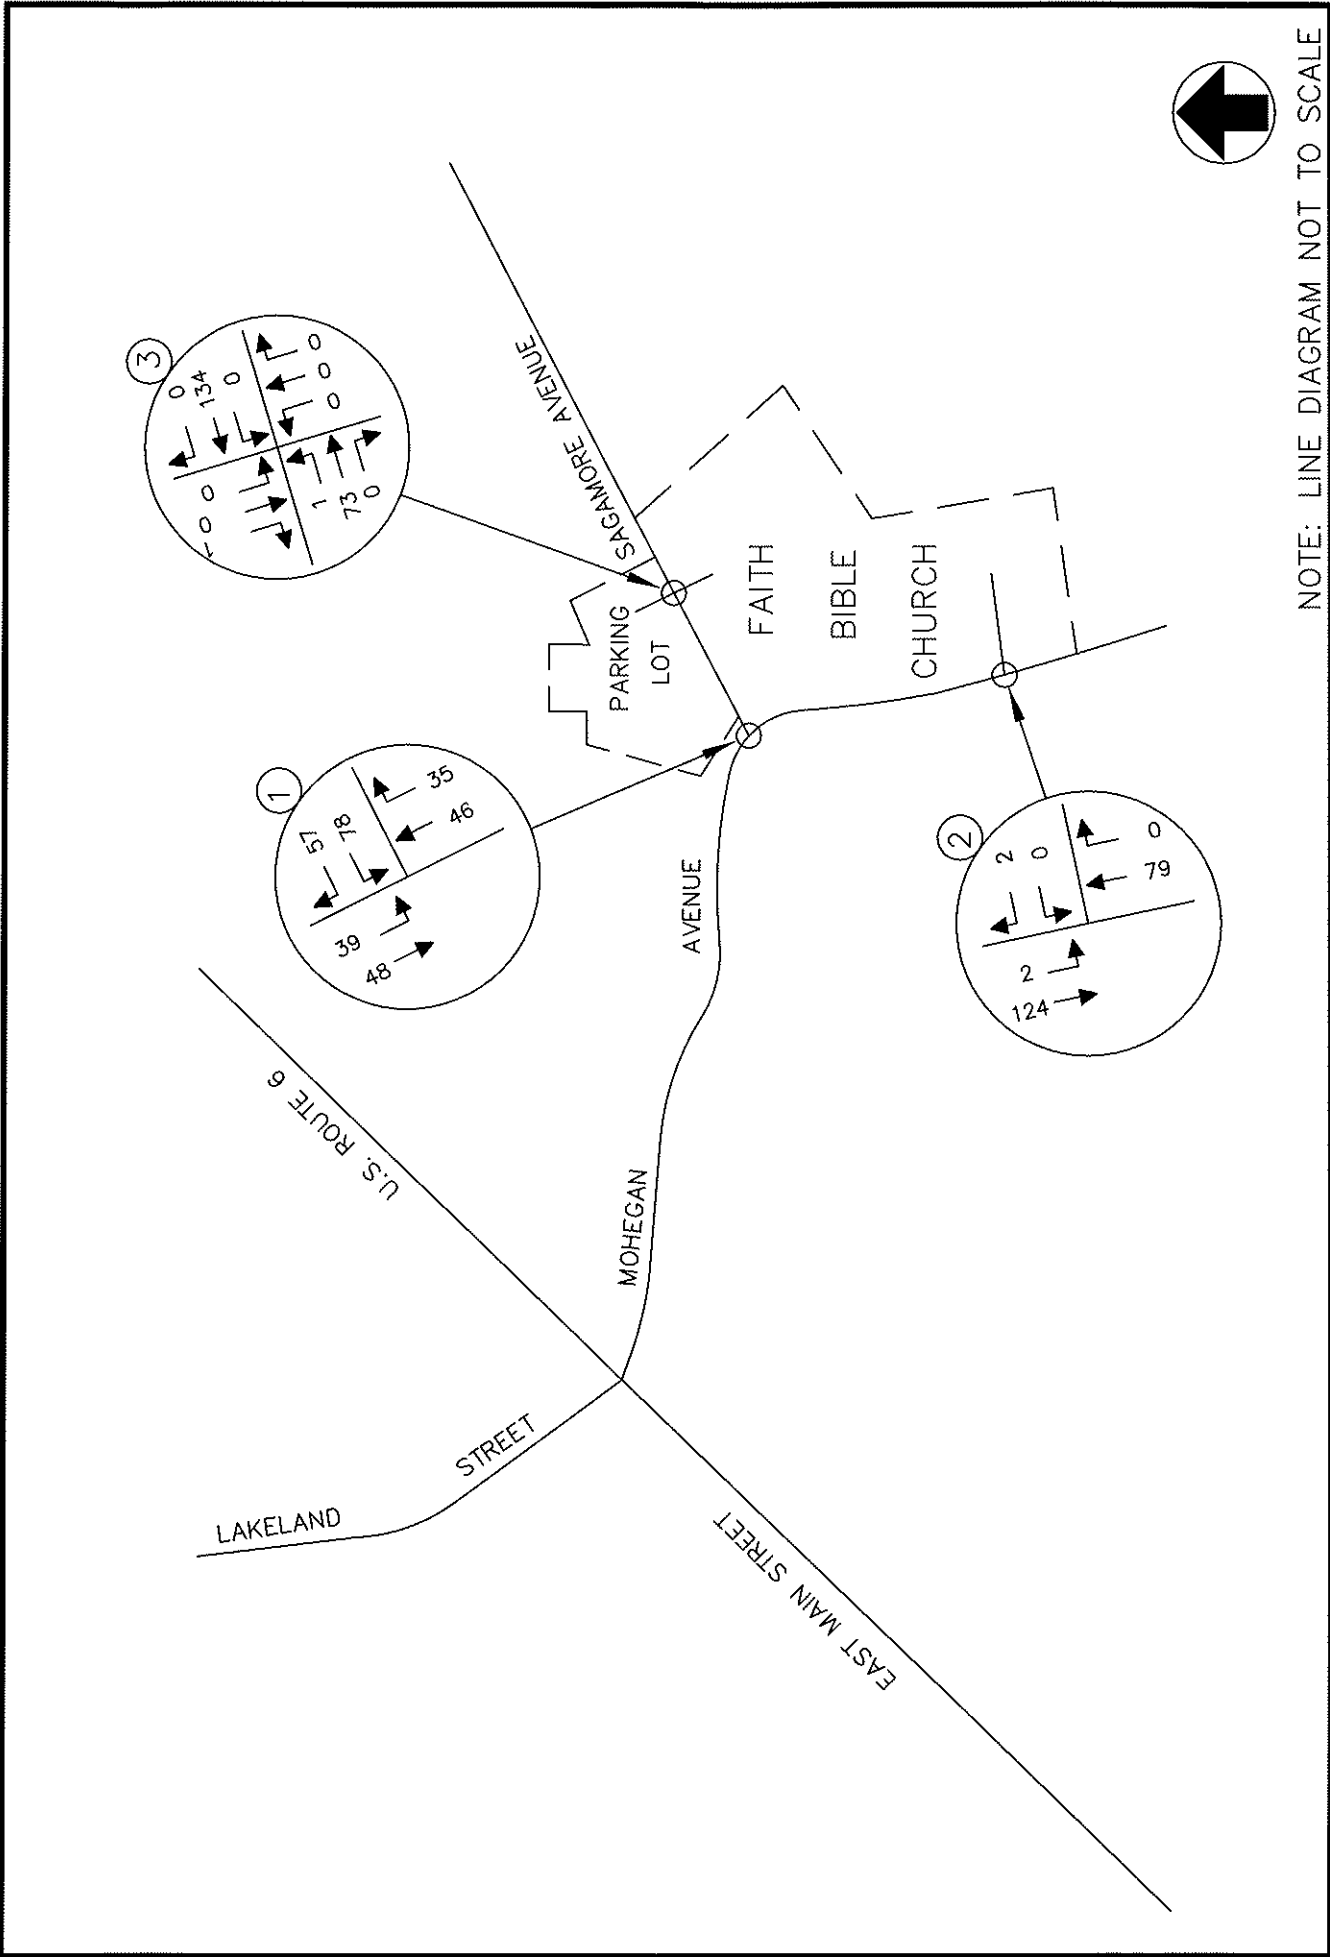 3
0
134
0
0
0
1
0
0
0
1
73
0
SAGAMORE AVENUE
1
57
78
35
46
39
48
PARKING
LOT
FAITH
BIBLE
CHURCH
U.S. ROUTE 6
AVENUE
MOHEGAN
2
2
0
0
79
2
124
LAKELAND
STREET
EAST MAIN STREET
NOTE: LINE DIAGRAM NOT TO SCALE